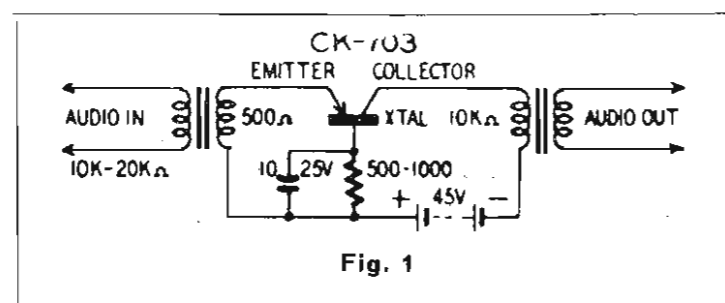 CK-703
EMITTER COLLECTOR
AUDIO IN 500Ω XTAL 10KΩ AUDIO OUT
10K-20KΩ 10 25V 500-1000
+ 45V -
Fig. 1